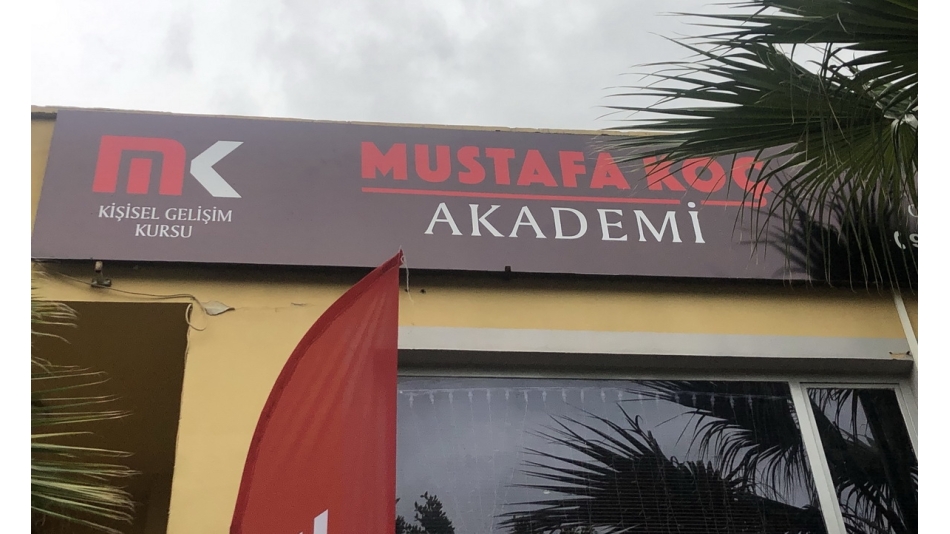 MK
KİŞİSEL GELİŞİM
KURSU
MUSTAFA KOÇ
AKADEMİ